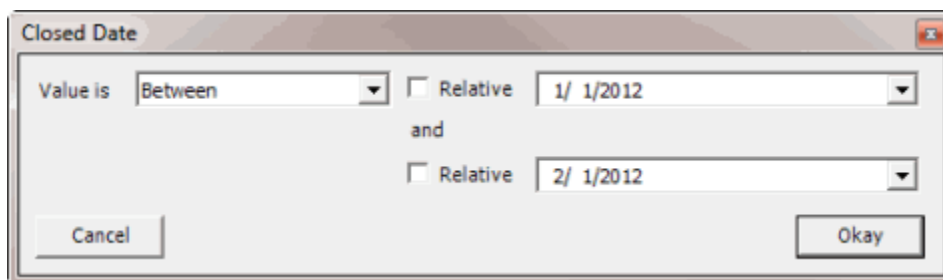 Closed Date
Value is Between Relative 1/ 1/2012
and
Relative 2/ 1/2012
Cancel Okay